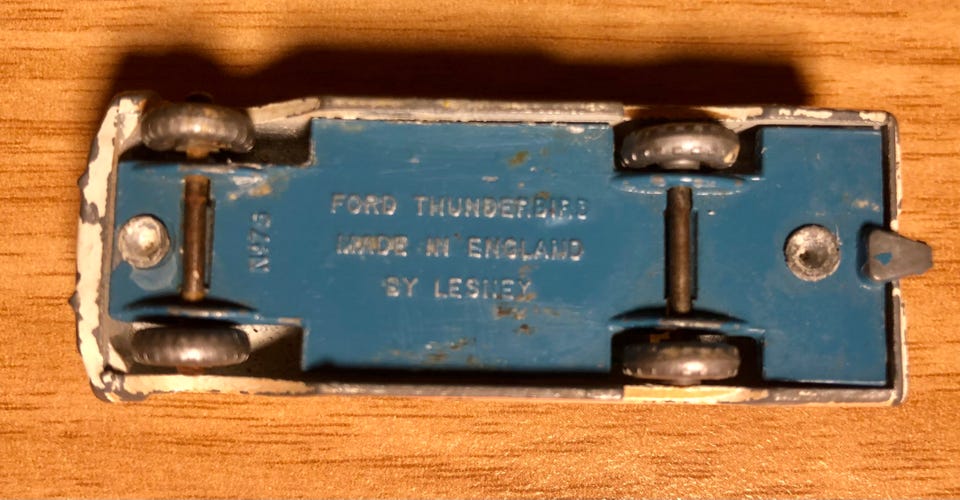 FORD THUNDERBIRD
MADE IN ENGLAND
BY LESNEY
No75